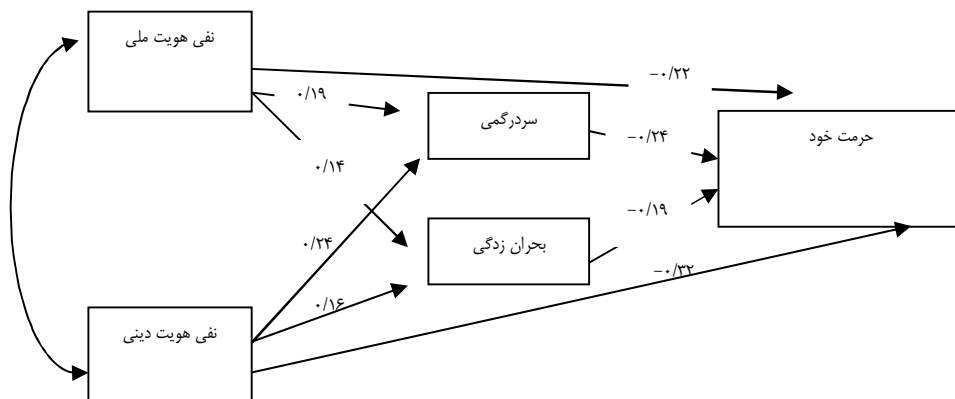 نفی هویت ملی
-۰/۲۲
۰/۱۹
سردرگمی
حرمت خود
-۰/۲۴
۰/۱۴
-۰/۱۹
۰/۲۴
بحران زدگی
-۰/۳۲
۰/۱۶
نفی هویت دینی